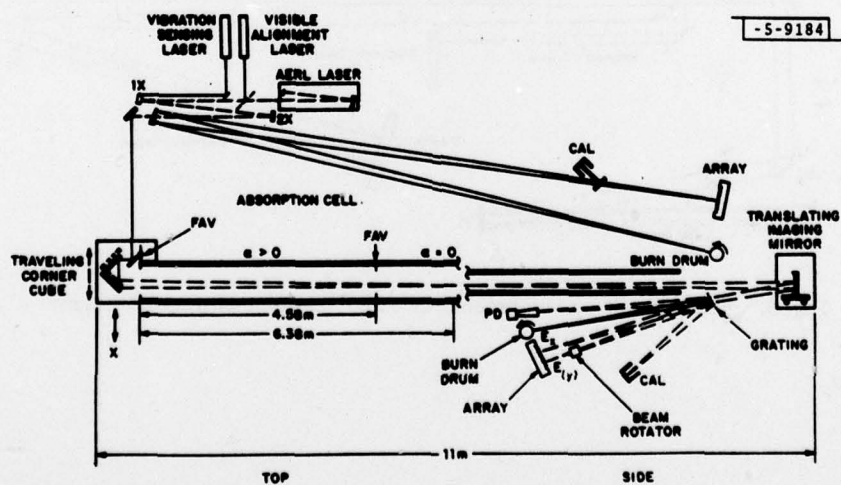 -5-9184
VIBRATION
SENSING
LASER
VISIBLE
ALIGNMENT
LASER
AERL LASER
1X
2X
CAL
ARRAY
ABSORPTION CELL
TRANSLATING
IMAGING
MIRROR
FAV
α > 0
FAV
α = 0
BURN DRUM
TRAVELING
CORNER
CUBE
4.58m
6.38m
X
PD
BURN
DRUM
ARRAY
E(y)
CAL
BEAM
ROTATOR
GRATING
11m
TOP
SIDE